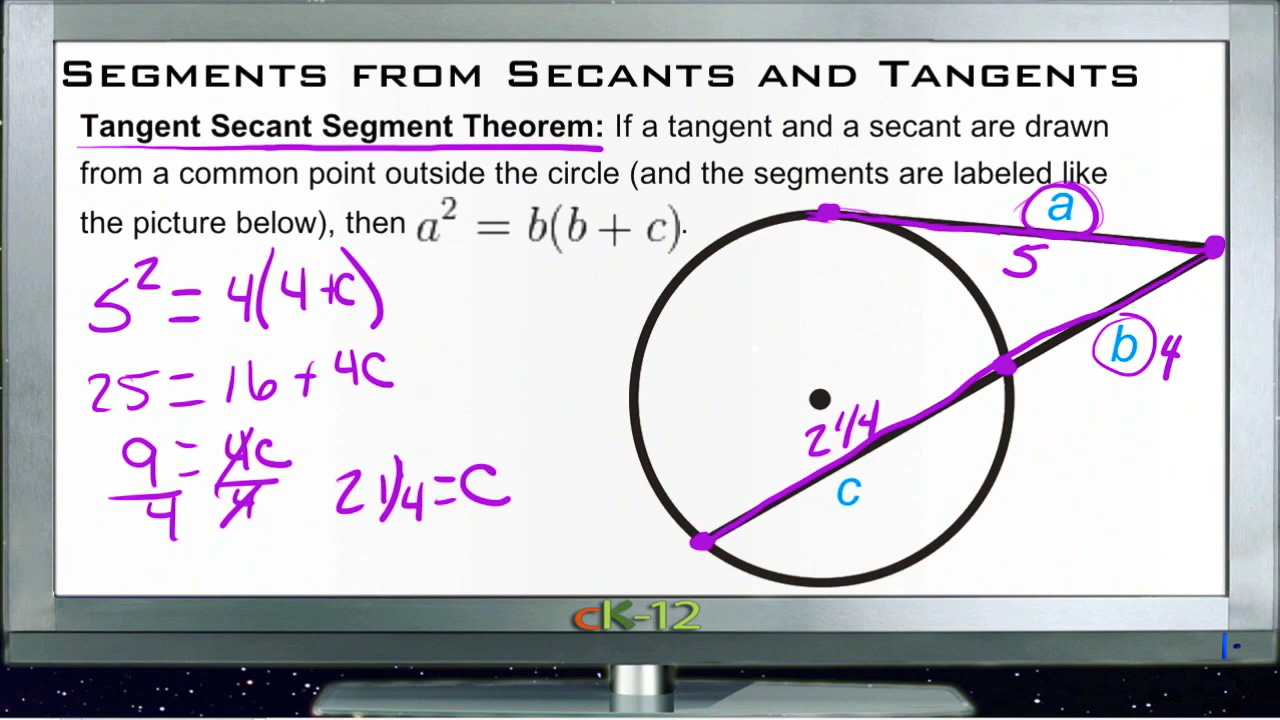 SEGMENTS FROM SECANTS AND TANGENTS
Tangent Secant Segment Theorem: If a tangent and a secant are drawn
from a common point outside the circle (and the segments are labeled like
the picture below), then a² = b(b + c).
5² = 4(4+c)
25 = 16 + 4c
9 = 4c
4 4
2 1/4 = c
a
5
b 4
2 1/4
c
cK-12